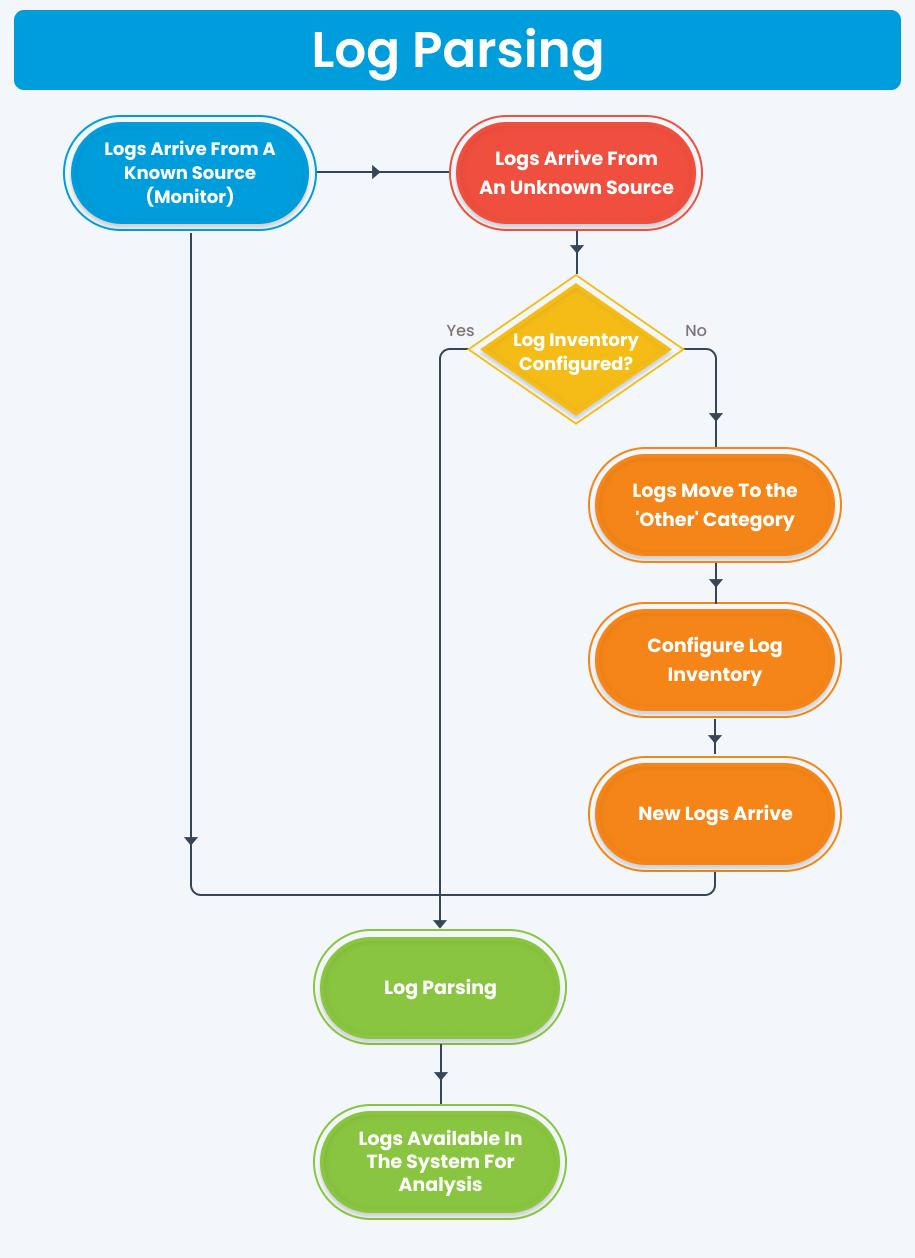 Log Parsing
Logs Arrive From A
Known Source
(Monitor)
Logs Arrive From
An Unknown Source
Yes
No
Log Inventory
Configured?
Logs Move To the
'Other' Category
Configure Log
Inventory
New Logs Arrive
Log Parsing
Logs Available In
The System For
Analysis